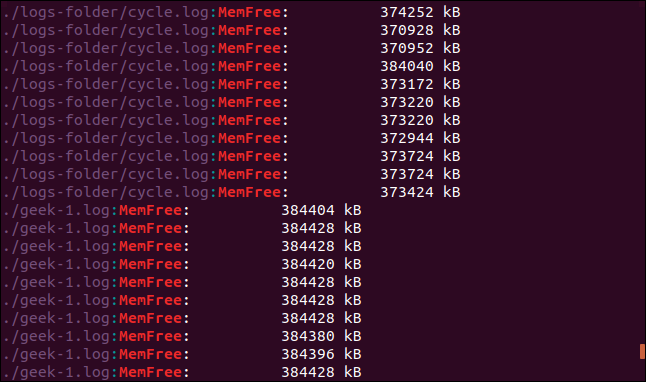 ./logs-folder/cycle.log:MemFree:          374252 kB
./logs-folder/cycle.log:MemFree:          370928 kB
./logs-folder/cycle.log:MemFree:          370952 kB
./logs-folder/cycle.log:MemFree:          384040 kB
./logs-folder/cycle.log:MemFree:          373172 kB
./logs-folder/cycle.log:MemFree:          373220 kB
./logs-folder/cycle.log:MemFree:          373220 kB
./logs-folder/cycle.log:MemFree:          372944 kB
./logs-folder/cycle.log:MemFree:          373724 kB
./logs-folder/cycle.log:MemFree:          373724 kB
./logs-folder/cycle.log:MemFree:          373424 kB
./geek-1.log:MemFree:          384404 kB
./geek-1.log:MemFree:          384428 kB
./geek-1.log:MemFree:          384428 kB
./geek-1.log:MemFree:          384420 kB
./geek-1.log:MemFree:          384428 kB
./geek-1.log:MemFree:          384428 kB
./geek-1.log:MemFree:          384428 kB
./geek-1.log:MemFree:          384380 kB
./geek-1.log:MemFree:          384396 kB
./geek-1.log:MemFree:          384428 kB